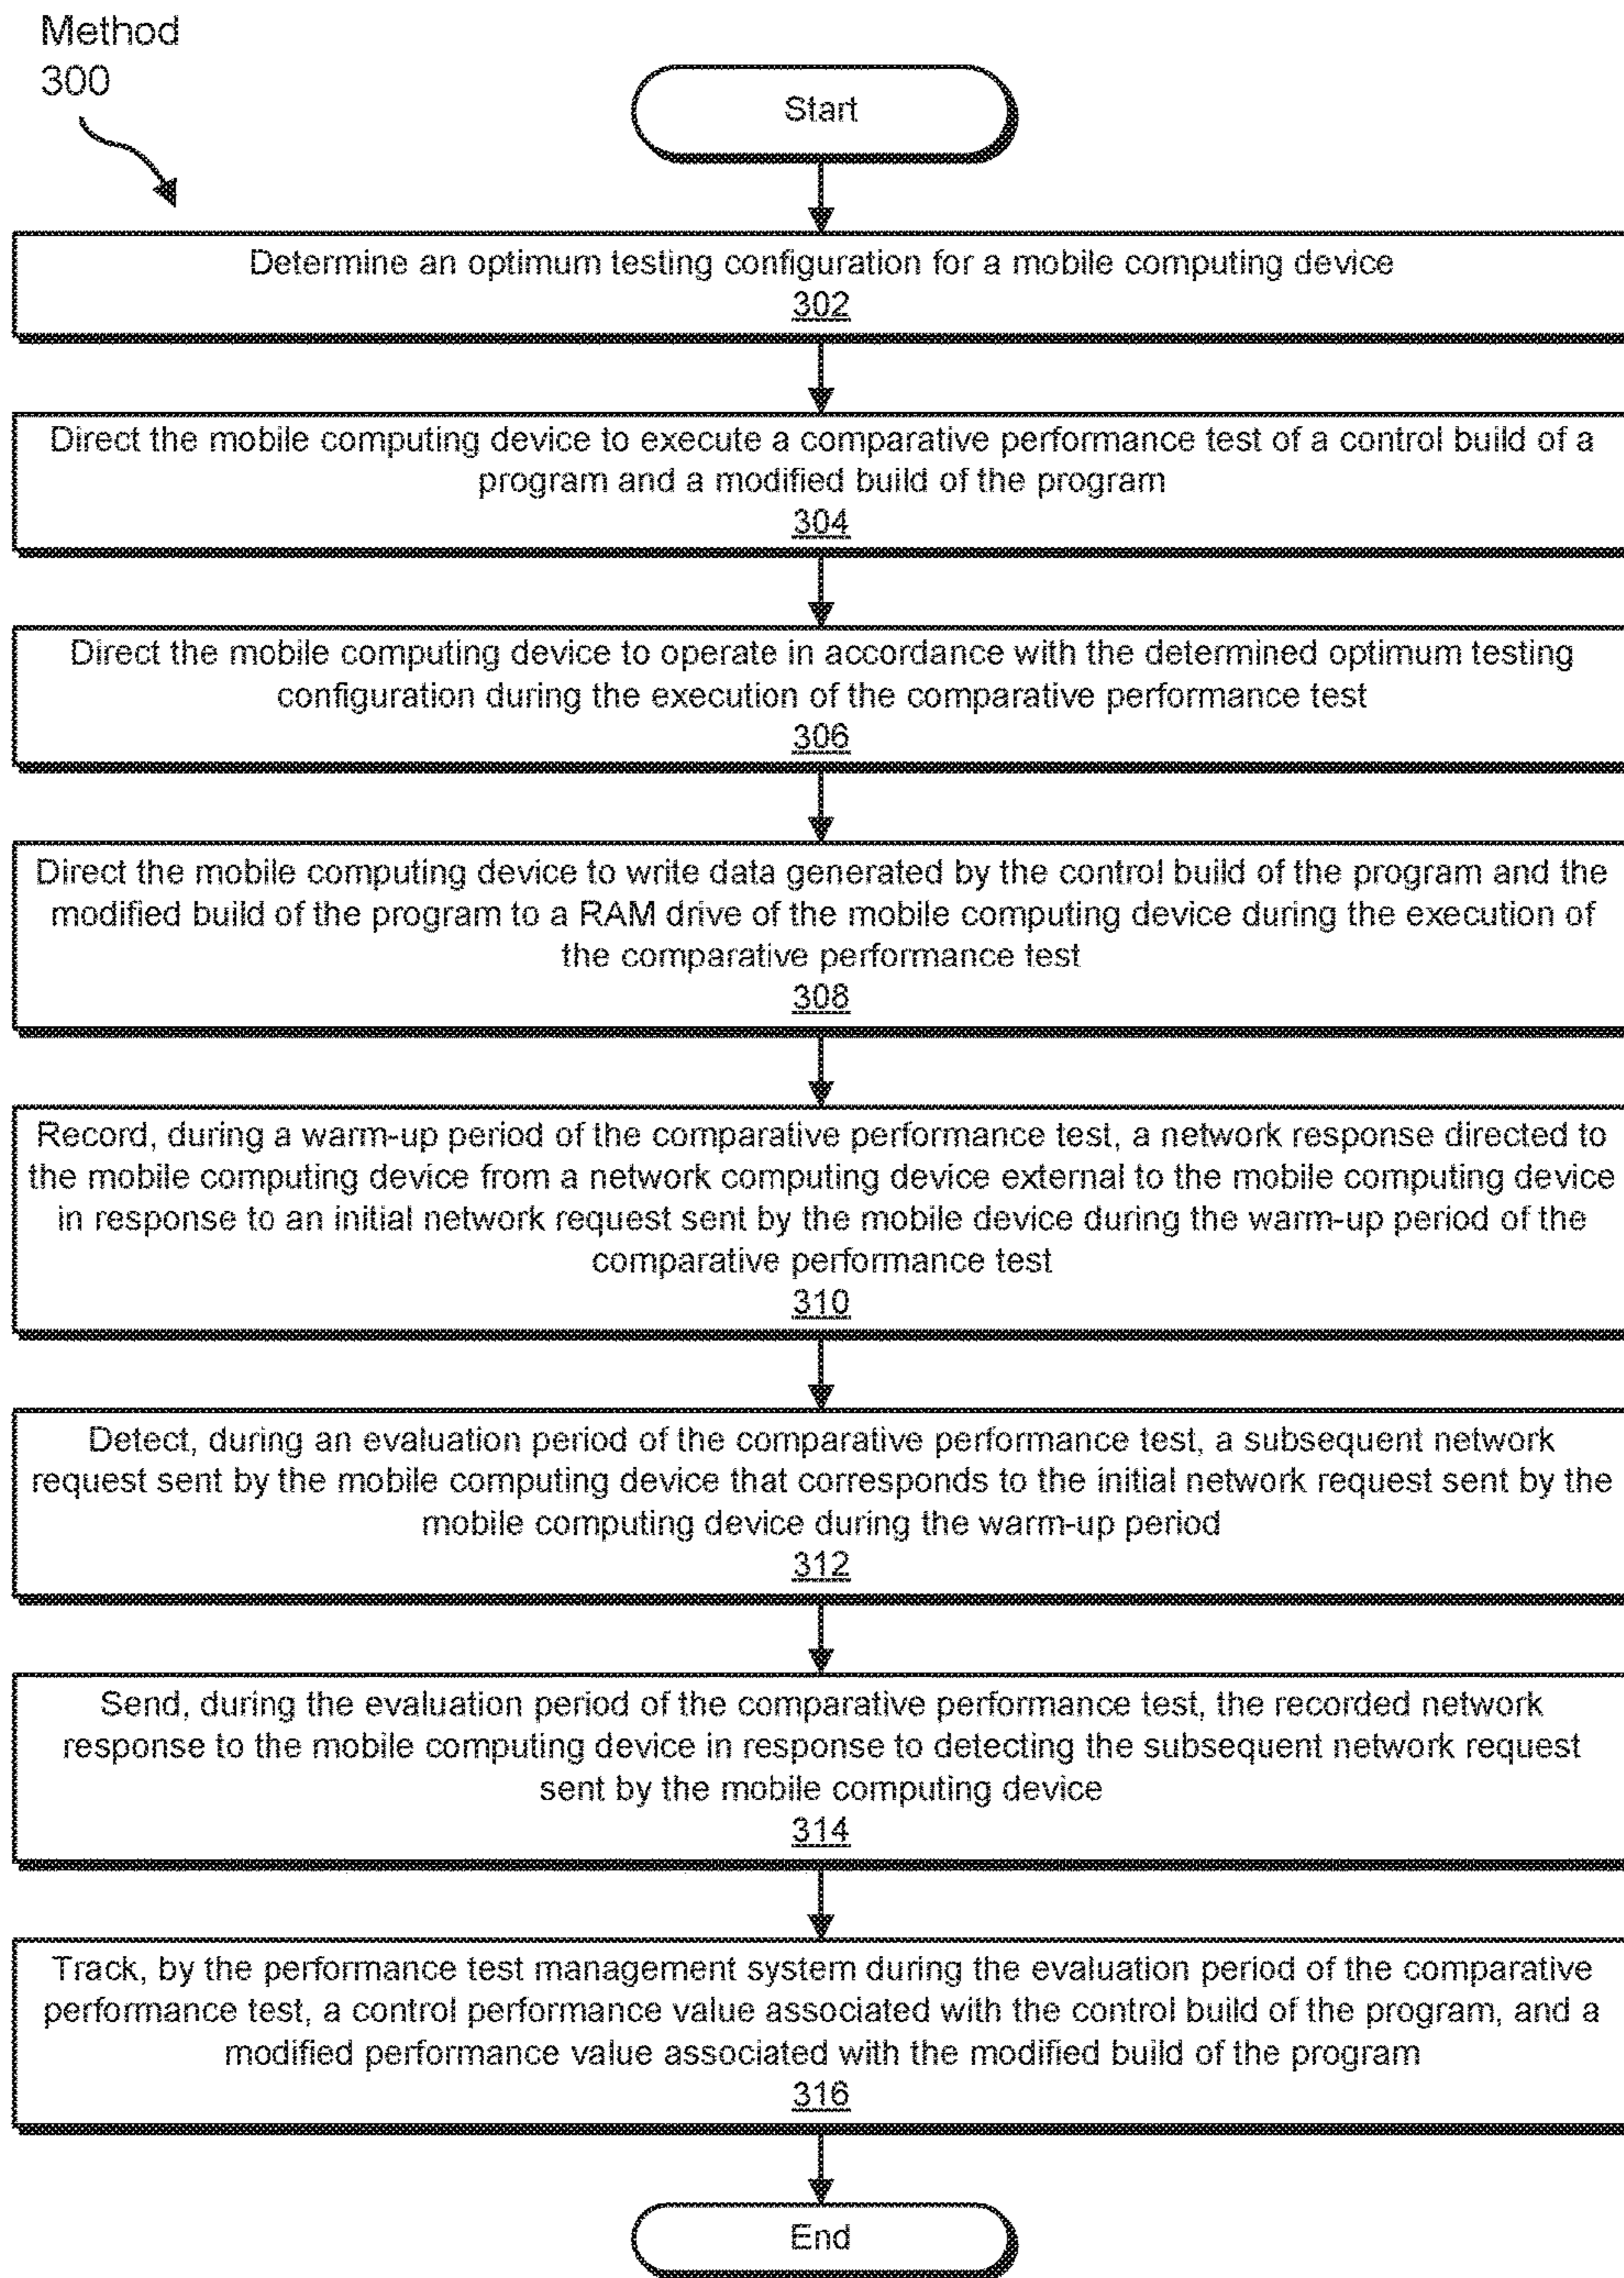 Method
300
Start
Determine an optimum testing configuration for a mobile computing device
302
Direct the mobile computing device to execute a comparative performance test of a control build of a
program and a modified build of the program
304
Direct the mobile computing device to operate in accordance with the determined optimum testing
configuration during the execution of the comparative performance test
306
Direct the mobile computing device to write data generated by the control build of the program and the
modified build of the program to a RAM drive of the mobile computing device during the execution of
the comparative performance test
308
Record, during a warm-up period of the comparative performance test, a network response directed to
the mobile computing device from a network computing device external to the mobile computing device
in response to an initial network request sent by the mobile device during the warm-up period of the
comparative performance test
310
Detect, during an evaluation period of the comparative performance test, a subsequent network
request sent by the mobile computing device that corresponds to the initial network request sent by the
mobile computing device during the warm-up period
312
Send, during the evaluation period of the comparative performance test, the recorded network
response to the mobile computing device in response to detecting the subsequent network request
sent by the mobile computing device
314
Track, by the performance test management system during the evaluation period of the comparative
performance test, a control performance value associated with the control build of the program, and a
modified performance value associated with the modified build of the program
316
End